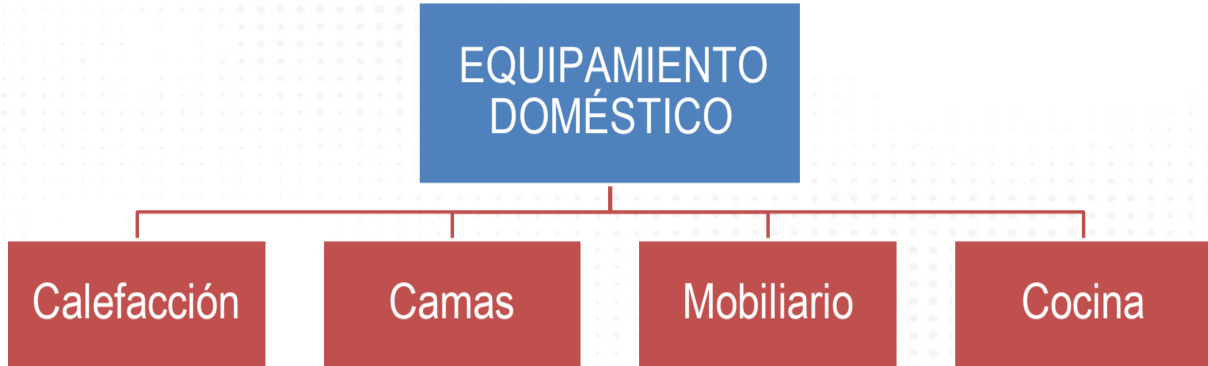 EQUIPAMIENTO
DOMÉSTICO
Calefacción
Camas
Mobiliario
Cocina